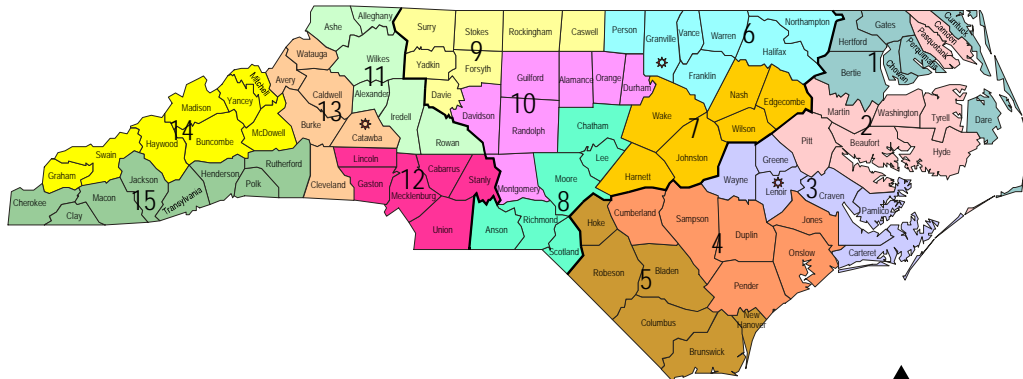 Alleghany
Ashe
Surry
Stokes
Rockingham
Caswell
Person
Granville
Vance
Warren
Northampton
6
Halifax
Franklin
Hertford
Gates
Currituck
Camden
Pasquotank
Perquimans
Chowan
1
Bertie
Watauga
Wilkes
11
Yadkin
9
Forsyth
Avery
Mitchell
Caldwell
Alexander
13
Iredell
Davie
Davidson
Guilford
10
Randolph
Alamance
Orange
Durham
Nash
Edgecombe
Wake
7
Wilson
Johnston
Harnett
Martin
Washington
Tyrell
Dare
2
Beaufort
Hyde
Pitt
Madison
Yancey
14
Buncombe
McDowell
Burke
Catawba
Rowan
Chatham
Lee
Moore
8
Montgomery
Swain
Haywood
Graham
Rutherford
Cleveland
Lincoln
Gaston
12
Mecklenburg
Cabarrus
Stanly
Union
Greene
Wayne
Lenoir
3
Craven
Pamlico
Jones
Carteret
Cherokee
Clay
Macon
Jackson
15
Transylvania
Henderson
Polk
Anson
Richmond
Scotland
Hoke
Cumberland
Sampson
4
Duplin
Onslow
Pender
Robeson
5
Bladen
Columbus
New
Hanover
Brunswick